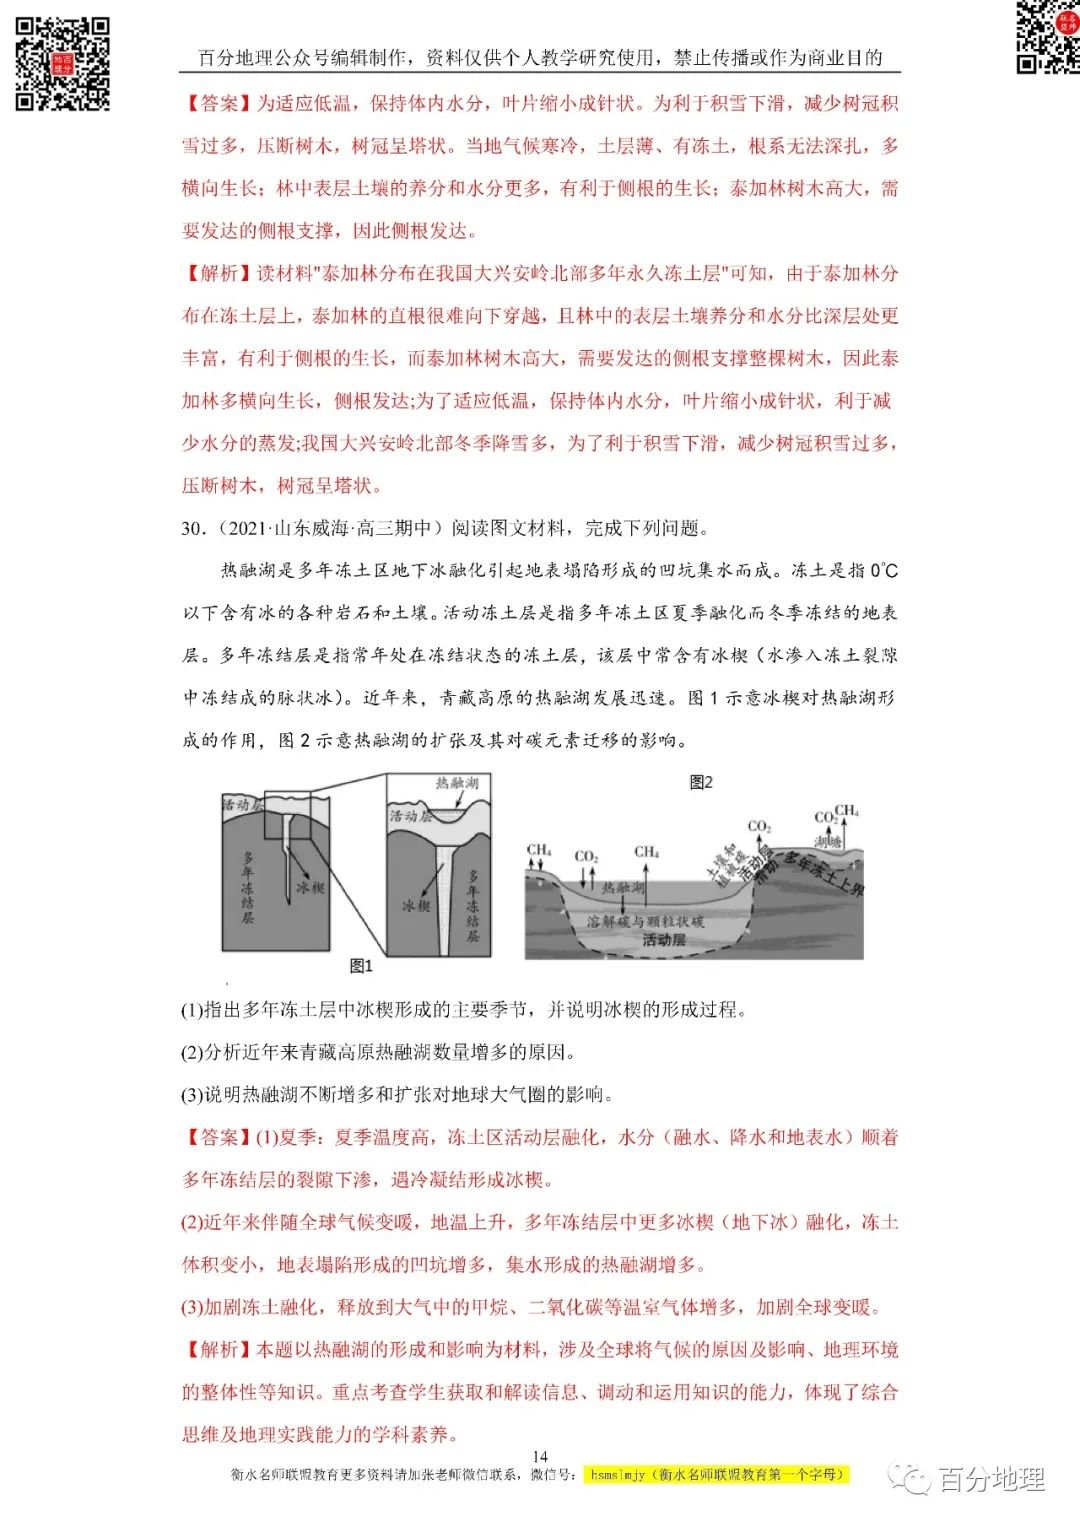 百分地理公众号编辑制作，资料仅供个人教学研究使用，禁止传播或作为商业目的
【答案】为适应低温，保持体内水分，叶片缩小成针状。为利于积雪下滑，减少树冠积
雪过多，压断树木，树冠呈塔状。当地气候寒冷，土层薄、有冻土，根系无法深扎，多
横向生长；林中表层土壤的养分和水分更多，有利于侧根的生长；泰加林树木高大，需
要发达的侧根支撑，因此侧根发达。
【解析】读材料"泰加林分布在我国大兴安岭北部多年永久冻土层"可知，由于泰加林分
布在冻土层上，泰加林的直根很难向下穿越，且林中的表层土壤养分和水分比深层处更
丰富，有利于侧根的生长，而泰加林树木高大，需要发达的侧根支撑整棵树木，因此泰
加林多横向生长，侧根发达;为了适应低温，保持体内水分，叶片缩小成针状，利于减
少水分的蒸发;我国大兴安岭北部冬季降雪多，为了利于积雪下滑，减少树冠积雪过多，
压断树木，树冠呈塔状。
30.（2021·山东威海·高三期中）阅读图文材料，完成下列问题。
热融湖是多年冻土区地下冰融化引起地表塌陷形成的凹坑集水而成。冻土是指0℃
以下含有冰的各种岩石和土壤。活动冻土层是指多年冻土区夏季融化而冬季冻结的地表
层。多年冻结层是指常年处在冻结状态的冻土层，该层中常含有冰楔（水渗入冻土裂隙
中冻结成的脉状冰）。近年来，青藏高原的热融湖发展迅速。图1示意冰楔对热融湖形
成的作用，图2示意热融湖的扩张及其对碳元素迁移的影响。
活动层
多年冻结层
冰楔
热融湖
活动层
冰楔
多年冻结层
图1
图2
CH₄
CO₂
CH₄
热融湖
溶解碳与颗粒状碳
活动层
土壤和
植被碳
活动层
滑动
CO₂
CO₂
CH₄
湖塘
多年冻土上界
(1)指出多年冻土层中冰楔形成的主要季节，并说明冰楔的形成过程。
(2)分析近年来青藏高原热融湖数量增多的原因。
(3)说明热融湖不断增多和扩张对地球大气圈的影响。
【答案】(1)夏季：夏季温度高，冻土区活动层融化，水分（融水、降水和地表水）顺着
多年冻结层的裂隙下渗，遇冷凝结形成冰楔。
(2)近年来伴随全球气候变暖，地温上升，多年冻结层中更多冰楔（地下冰）融化，冻土
体积变小，地表塌陷形成的凹坑增多，集水形成的热融湖增多。
(3)加剧冻土融化，释放到大气中的甲烷、二氧化碳等温室气体增多，加剧全球变暖。
【解析】本题以热融湖的形成和影响为材料，涉及全球将气候的原因及影响、地理环境
的整体性等知识。重点考查学生获取和解读信息、调动和运用知识的能力，体现了综合
思维及地理实践能力的学科素养。
14
衡水名师联盟教育更多资料请加张老师微信联系，微信号： hsmslmjy（衡水名师联盟教育第一个字母）
百分地理